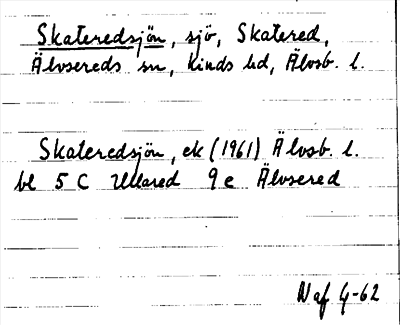 Skateredsjön, sjö, Skatered,
Älvsereds sn, Kinds hd, Älvsb. l.
Skateredsjön, ek (1961) Älvsb. l.
bl 5 C Ullared 9 e Älvsered
Naf 4-62